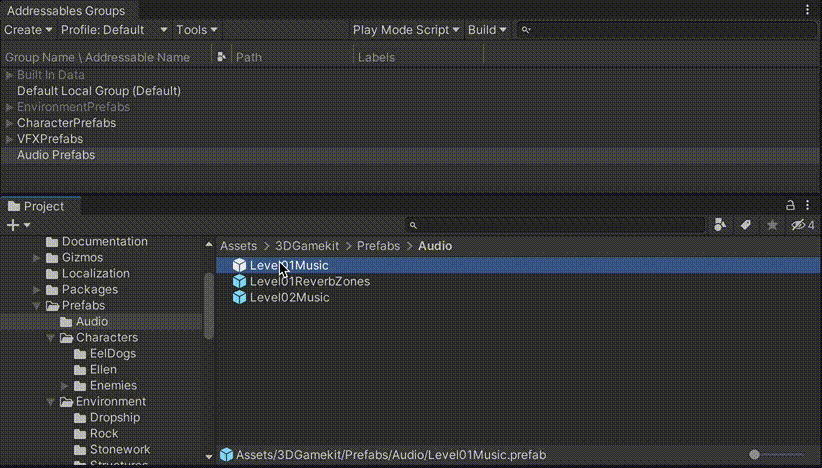 Addressables Groups
Create Profile: Default Tools Play Mode Script Build
Group Name \ Addressable Name Path Labels
Built In Data
Default Local Group (Default)
EnvironmentPrefabs
CharacterPrefabs
VFXPrefabs
Audio Prefabs
Project
4
Documentation
Gizmos
Localization
Packages
Prefabs
Audio
Characters
EelDogs
Ellen
Enemies
Environment
Dropship
Rock
Stonework
Structures
Assets > 3DGamekit > Prefabs > Audio
Level01Music
Level01ReverbZones
Level02Music
Assets/3DGamekit/Prefabs/Audio/Level01Music.prefab